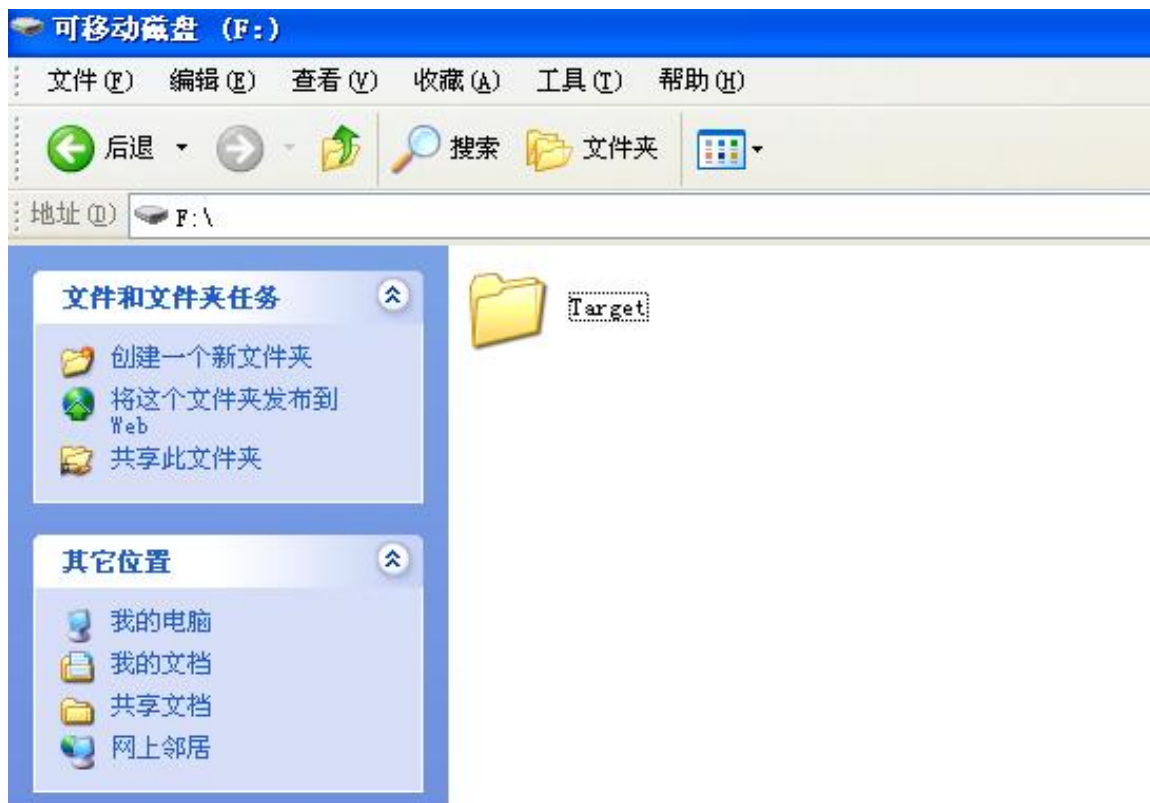 可移动磁盘 (F:)
文件(F) 编辑(E) 查看(V) 收藏(A) 工具(T) 帮助(H)
后退 搜索 文件夹
地址(D) F:\
文件和文件夹任务
创建一个新文件夹
将这个文件夹发布到
Web
共享此文件夹
其它位置
我的电脑
我的文档
共享文档
网上邻居
Target